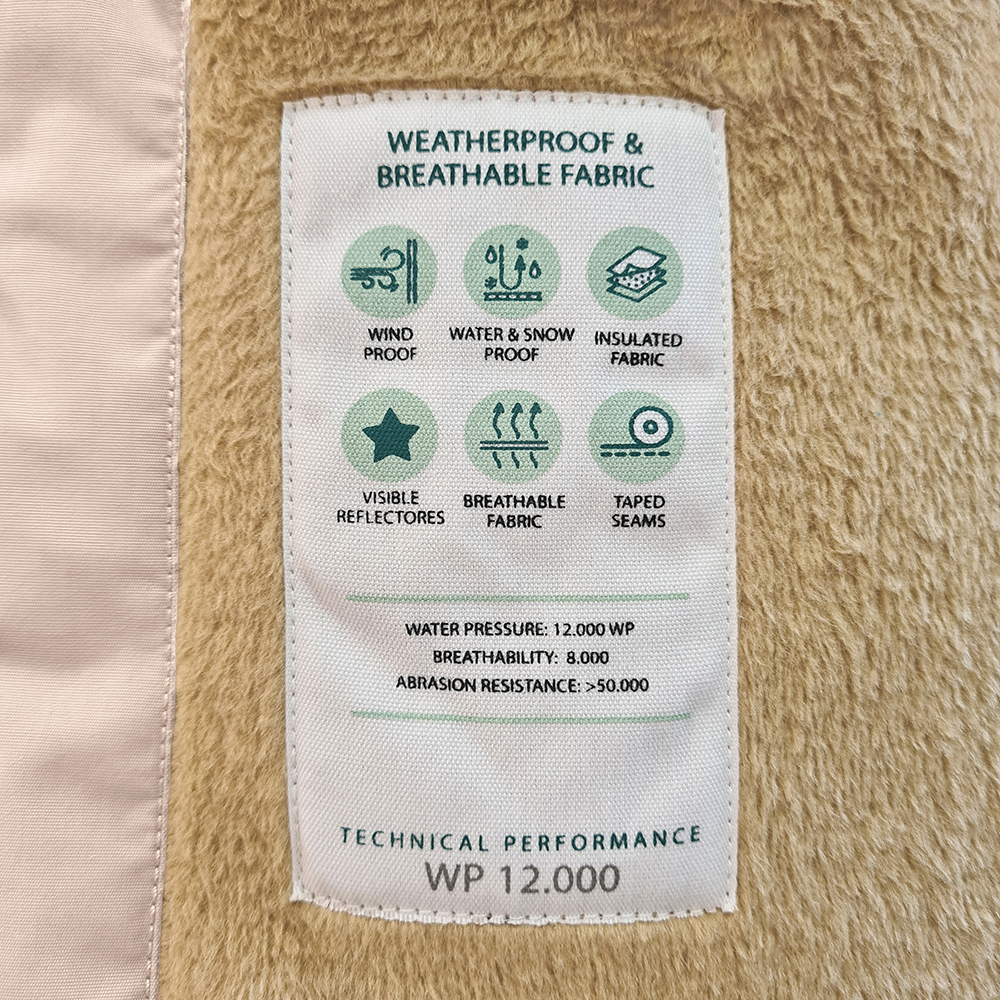 WEATHERPROOF &
BREATHABLE FABRIC
WIND
PROOF
WATER & SNOW
PROOF
INSULATED
FABRIC
VISIBLE
REFLECTORES
BREATHABLE
FABRIC
TAPED
SEAMS
WATER PRESSURE: 12.000 WP
BREATHABILITY: 8.000
ABRASION RESISTANCE: >50.000
TECHNICAL PERFORMANCE
WP 12.000